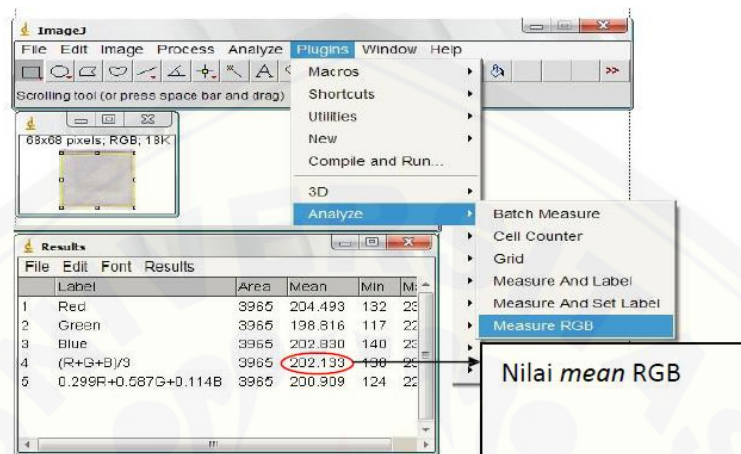 ImageJ
File Edit Image Process Analyze Plugins Window Help
A
>>
Scrolling tool (or press space bar and drag)
Macros
Shortcuts
Utilities
New
Compile and Run...
3D
Analyze
68x68 pixels; RGB; 18K
Batch Measure
Cell Counter
Grid
Measure And Label
Measure And Set Label
Measure RGB
Results
File Edit Font Results
Label Area Mean Min
1 Red 3965 204.493 132
2 Green 3965 198.816 117
3 Blue 3965 202.830 140
4 (R+G+B)/3 3965 202.133
5 0.299R+0.587G+0.114B 3965 200.909 124
Nilai mean RGB